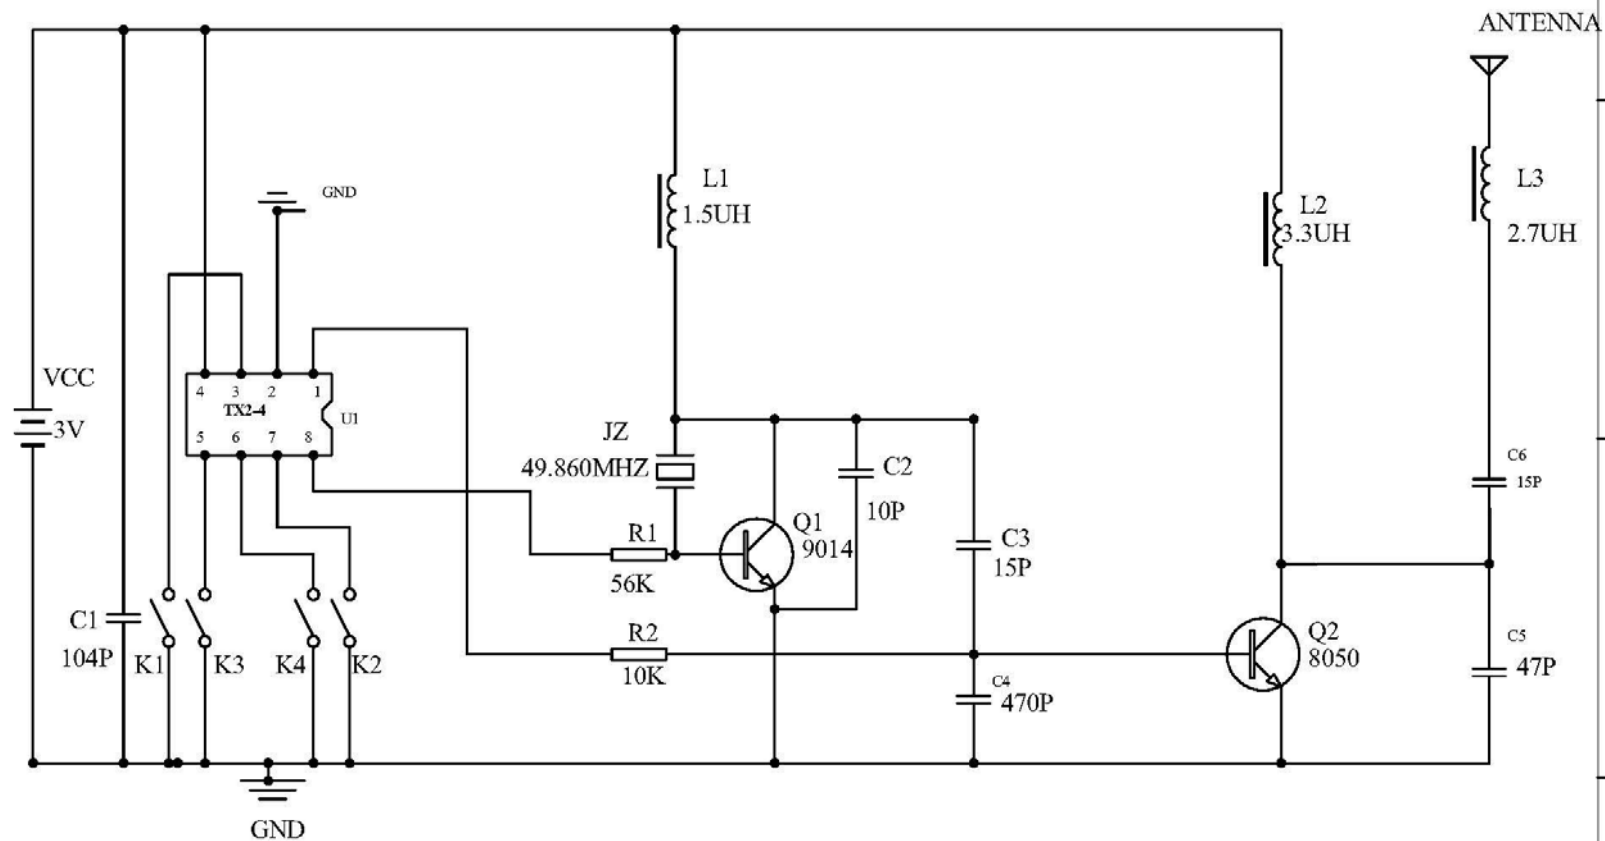 ANTENNA
L1
1.5UH
L2
3.3UH
L3
2.7UH
GND
VCC
3V
4 3 2 1
TX2-4
U1
5 6 7 8
JZ
49.860MHZ
C2
10P
C6
15P
R1
56K
Q1
9014
C3
15P
C1
104P
K1
K3
K4
K2
R2
10K
C4
470P
Q2
8050
C5
47P
GND